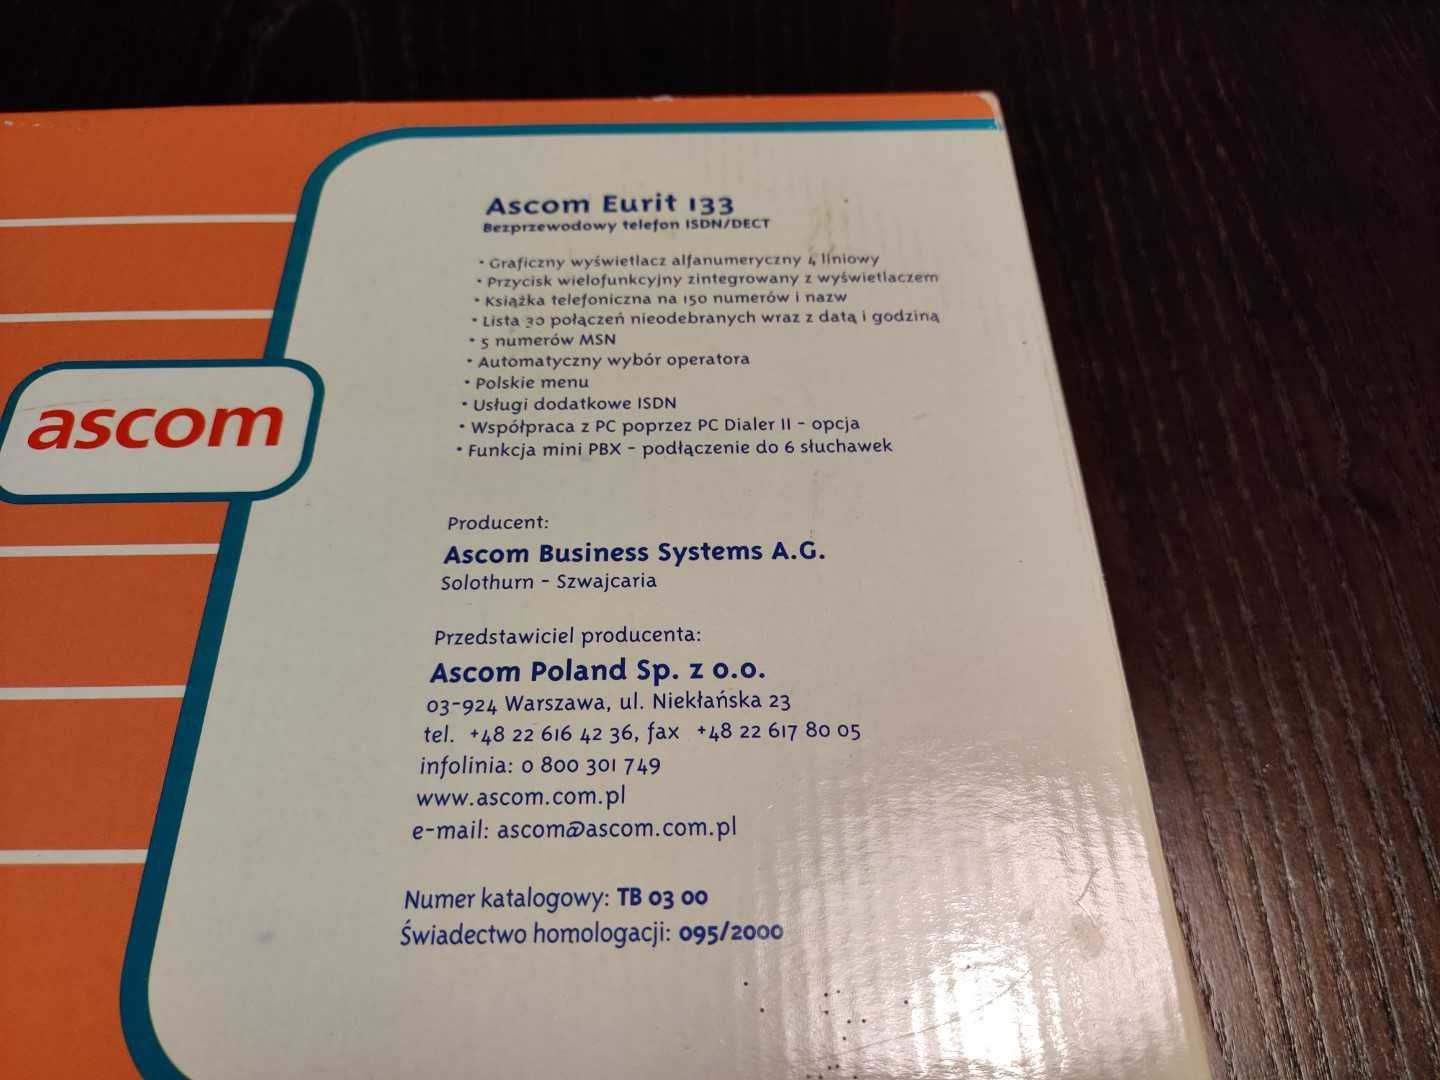 Ascom Eurit 133
Bezprzewodowy telefon ISDN/DECT
• Graficzny wyświetlacz alfanumeryczny 4 liniowy
• Przycisk wielofunkcyjny zintegrowany z wyświetlaczem
• Książka telefoniczna na 150 numerów i nazw
• Lista 30 połączeń nieodebranych wraz z datą i godziną
• 5 numerów MSN
• Automatyczny wybór operatora
• Polskie menu
• Usługi dodatkowe ISDN
• Współpraca z PC poprzez PC Dialer II - opcja
• Funkcja mini PBX - podłączenie do 6 słuchawek
ascom
Producent:
Ascom Business Systems A.G.
Solothurn - Szwajcaria
Przedstawiciel producenta:
Ascom Poland Sp. z o.o.
03-924 Warszawa, ul. Niekłańska 23
tel. +48 22 616 42 36, fax +48 22 617 80 05
infolinia: 0 800 301 749
www.ascom.com.pl
e-mail: ascom@ascom.com.pl
Numer katalogowy: TB 03 00
Świadectwo homologacji: 095/2000